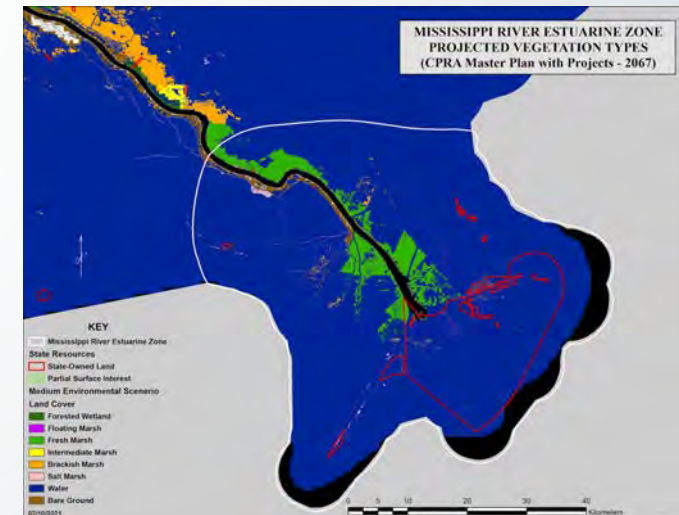 MISSISSIPPI RIVER ESTUARINE ZONE
PROJECTED VEGETATION TYPES
(CPRA Master Plan with Projects - 2067)
KEY
Mississippi River Estuarine Zone
State Resources
State-Owned Land
Partial Surface Interest
Medium Environmental Scenerio
Land Cover
Forested Wetland
Floating Marsh
Fresh Marsh
Intermediate Marsh
Brackish Marsh
Salt Marsh
Water
Bare Ground
0 5 10 20 30 40
Kilometers